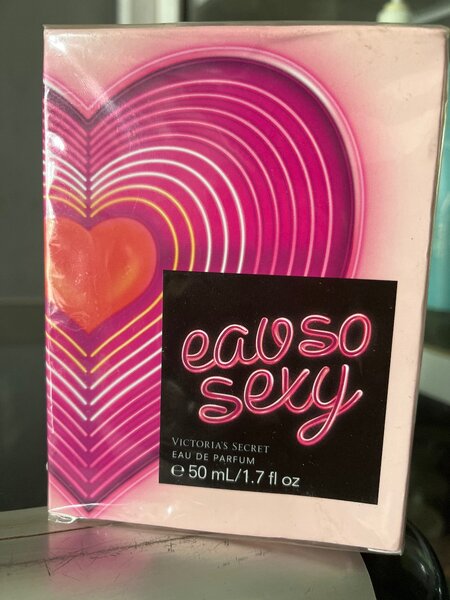 eau so
sexy
VICTORIA'S SECRET
EAU DE PARFUM
℮ 50 mL/1.7 fl oz